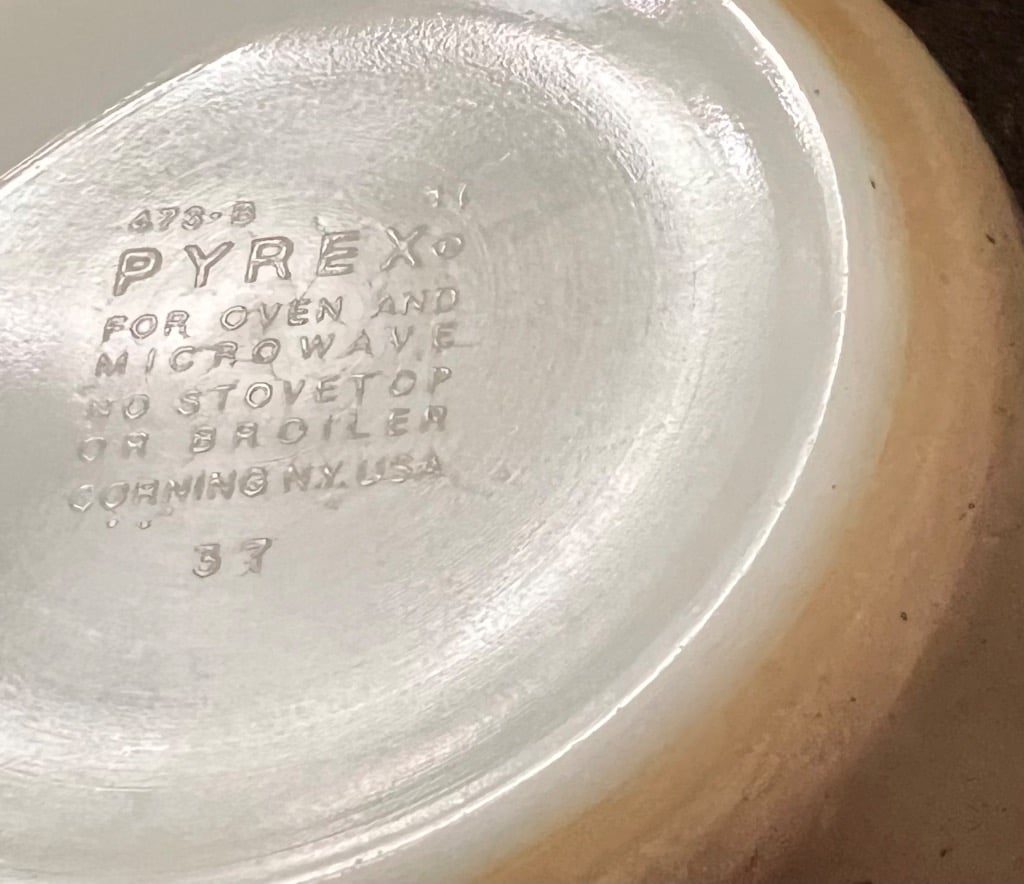 473-B
PYREX®
FOR OVEN AND
MICROWAVE
NO STOVETOP
OR BROILER
CORNING N.Y. USA
37